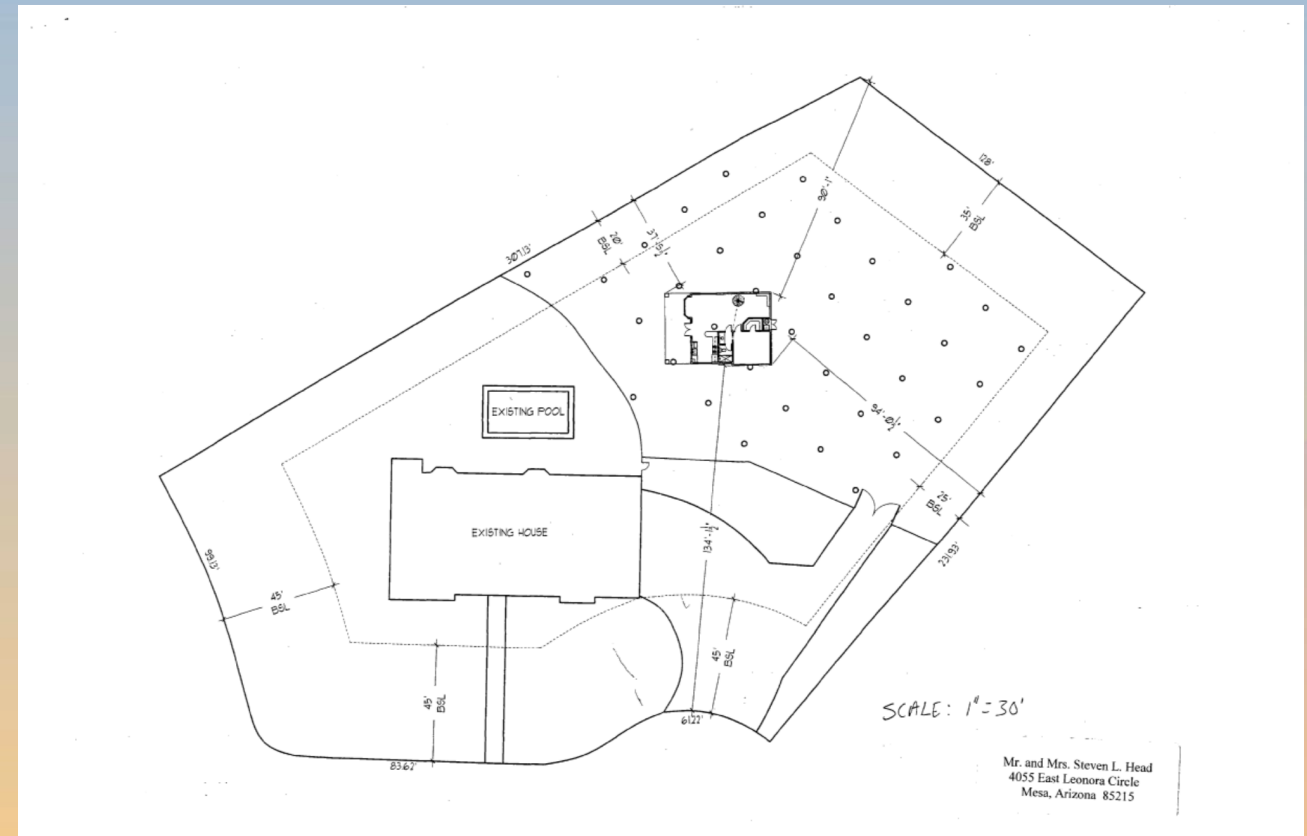 128'
35'
BSL
90'-1"
37'-5½"
20'
BSL
307.13'
EXISTING POOL
94'-0½"
EXISTING HOUSE
25'
BSL
134'-1½"
231.93'
99.13'
45'
BSL
45'
BSL
45'
BSL
61.22'
83.62'
SCALE: 1"=30'
Mr. and Mrs. Steven L. Head
4055 East Leonora Circle
Mesa, Arizona 85215